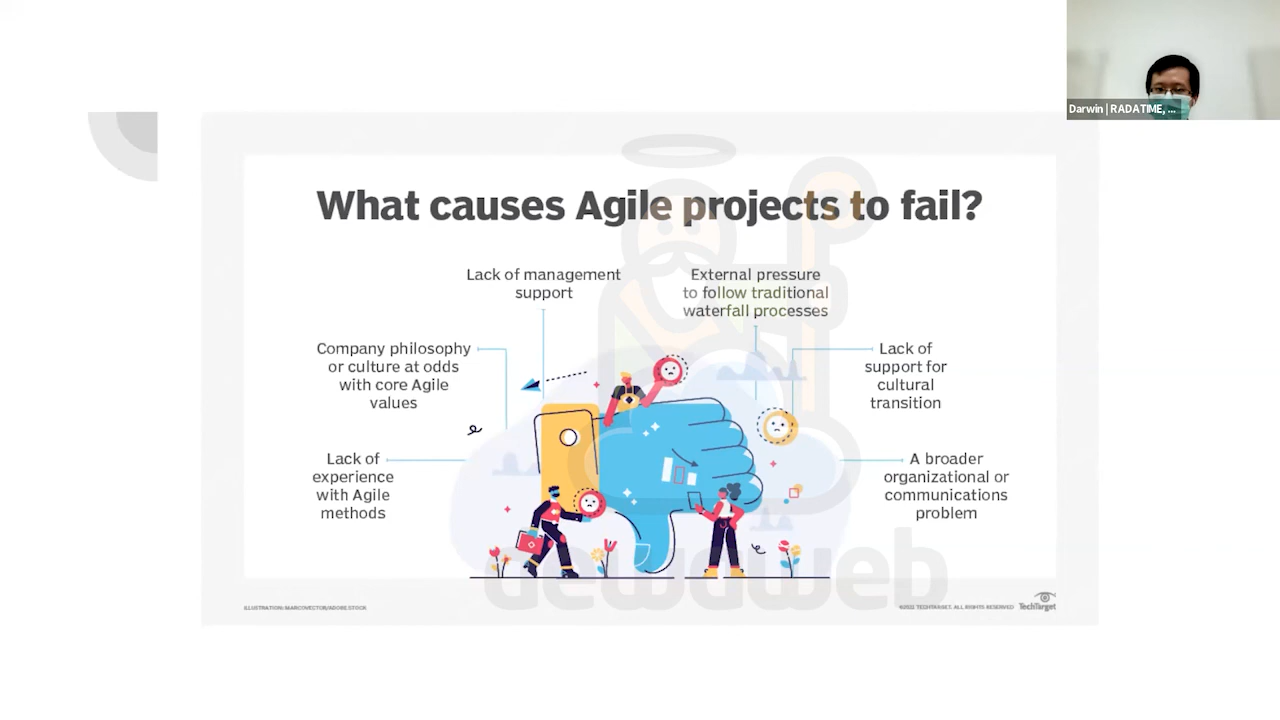 Darwin | RADATIME, ...
What causes Agile projects to fail?
Lack of management
support
External pressure
to follow traditional
waterfall processes
Company philosophy
or culture at odds
with core Agile
values
Lack of
support for
cultural
transition
Lack of
experience
with Agile
methods
A broader
organizational or
communications
problem
dewaweb
ILLUSTRATION: MARCOVECTOR/ADOBE STOCK
©2022 TECHTARGET. ALL RIGHTS RESERVED
TechTarget